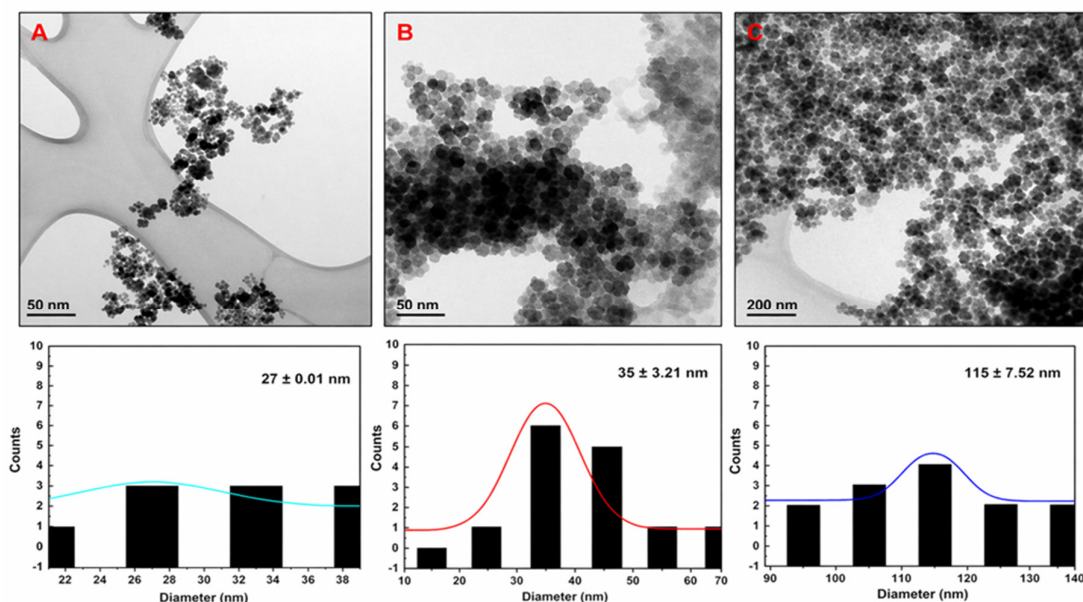 A
B
C
50 nm
50 nm
200 nm
27 ± 0.01 nm
35 ± 3.21 nm
115 ± 7.52 nm
Counts
10
9
8
7
6
5
4
3
2
1
0
-1
22 24 26 28 30 32 34 36 38
Diameter (nm)
Counts
10
9
8
7
6
5
4
3
2
1
0
-1
10 20 30 40 50 60 70
Diameter (nm)
Counts
10
9
8
7
6
5
4
3
2
1
0
-1
90 100 110 120 130 140
Diameter (nm)